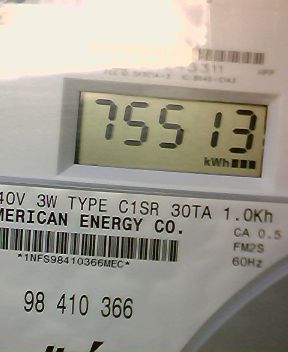 75513
kWh
40V 3W TYPE C1SR 30TA 1.0Kh
MERICAN ENERGY CO.
CA 0.5
FM2S
*1NFS98410366MEC*
60Hz
98 410 366